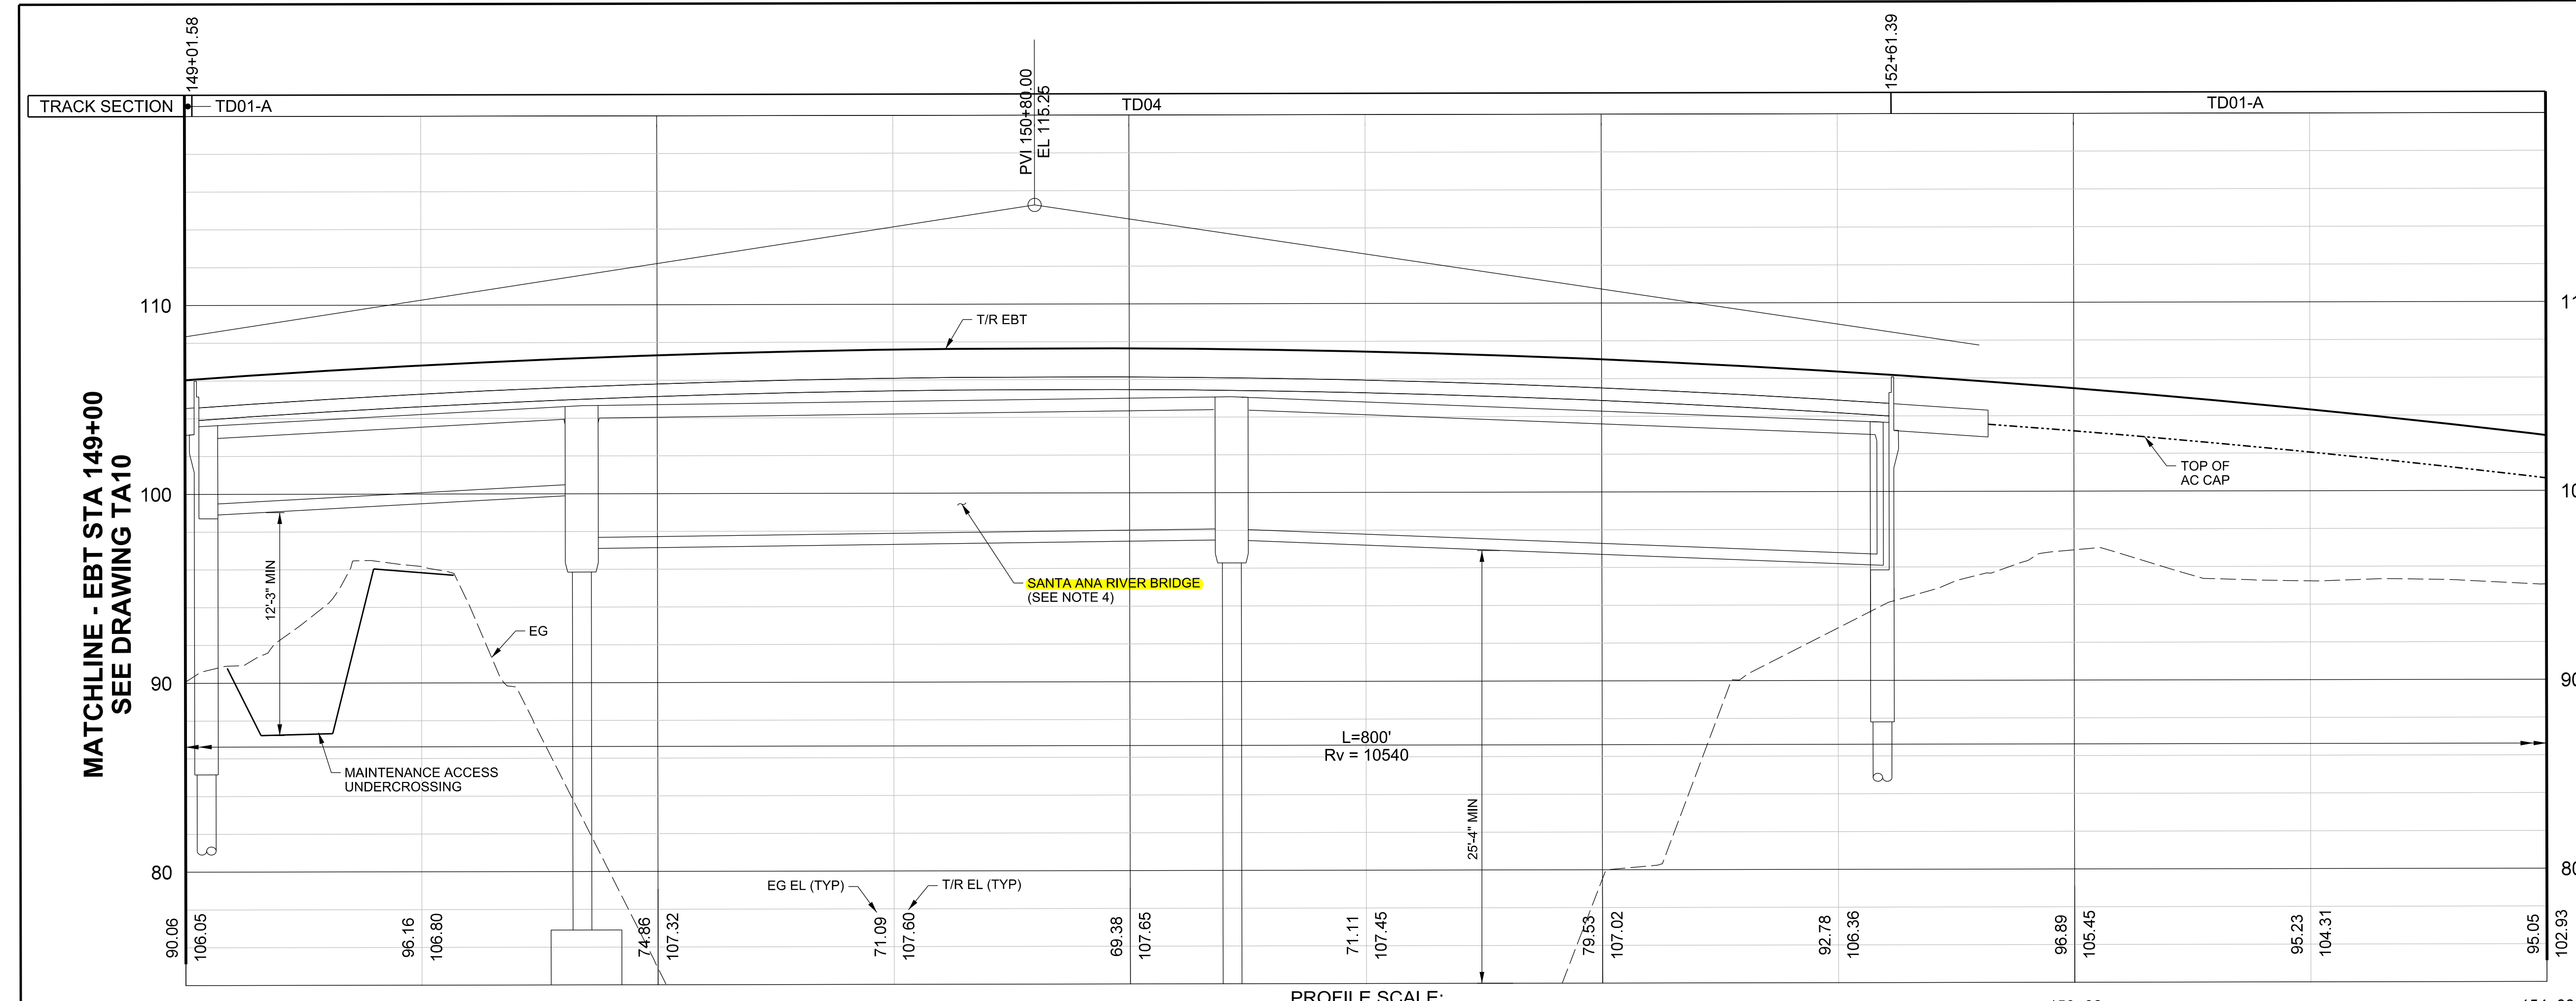 149+01.58
PVI 150+80.00
EL 115.25
152+61.39
TRACK SECTION
TD01-A
TD04
TD01-A
110
T/R EBT
MATCHLINE - EBT STA 149+00
SEE DRAWING TA10
TOP OF
AC CAP
100
12'-3" MIN
SANTA ANA RIVER BRIDGE
(SEE NOTE 4)
EG
90
90
L=800'
Rv = 10540
MAINTENANCE ACCESS
UNDERCROSSING
25'-4" MIN
80
80
EG EL (TYP)
T/R EL (TYP)
90.06
106.05
96.16
106.80
74.86
107.32
71.09
107.60
69.38
107.65
71.11
107.45
79.53
107.02
92.78
106.36
96.89
105.45
95.23
104.31
95.05
102.93
PROFILE SCALE: